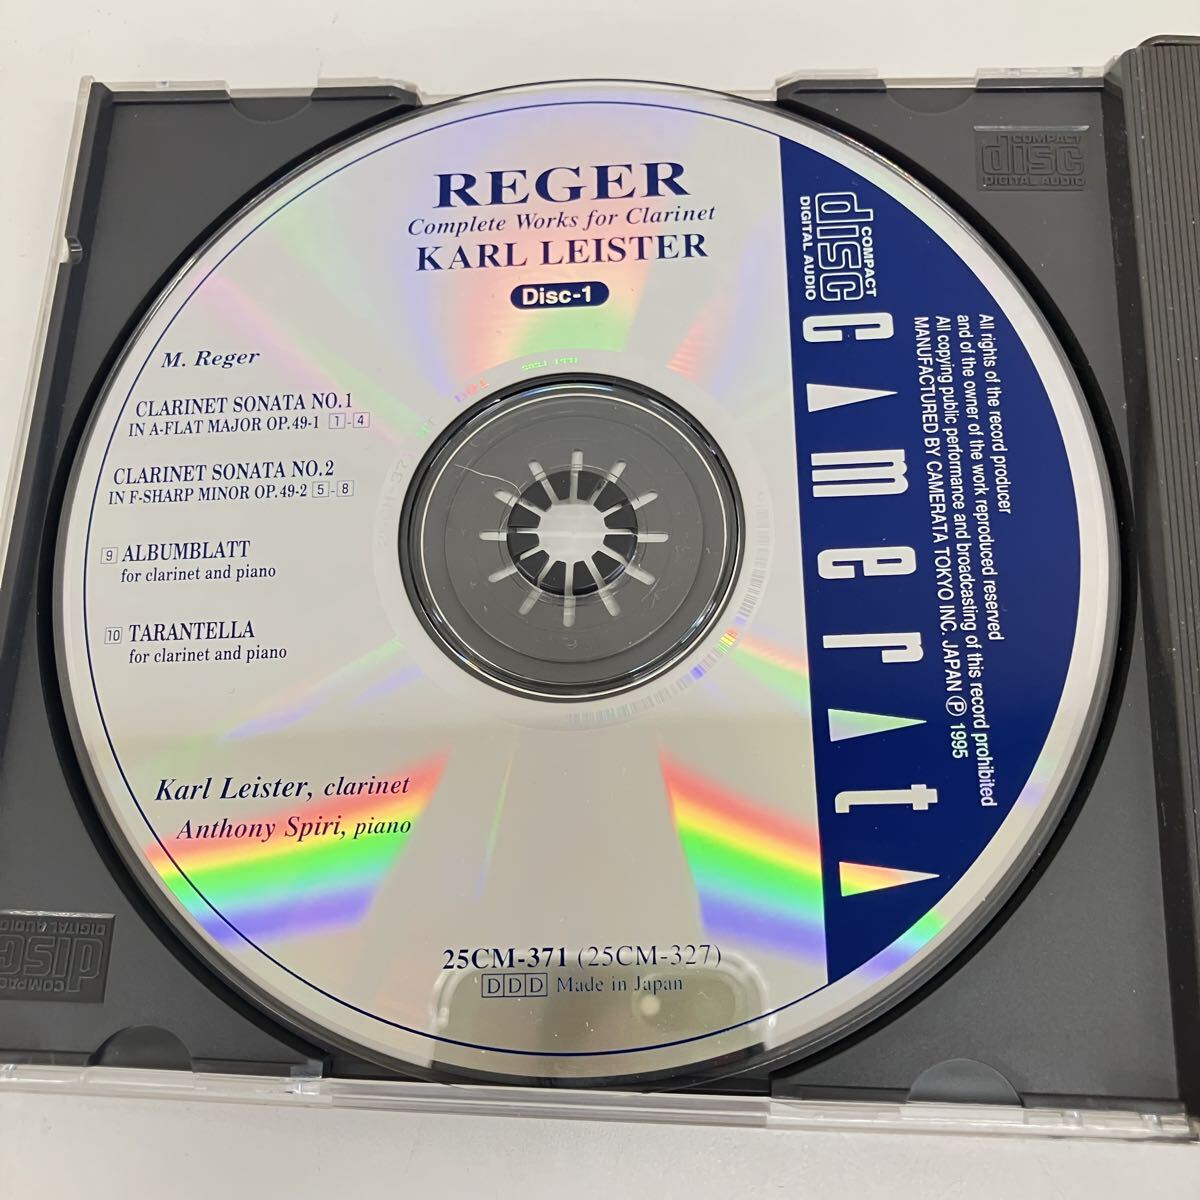 REGER
Complete Works for Clarinet
KARL LEISTER
Disc-1
M. Reger
CLARINET SONATA NO.1
IN A-FLAT MAJOR OP.49-1 1-4
CLARINET SONATA NO.2
IN F-SHARP MINOR OP.49-2 5-8
9 ALBUMBLATT
for clarinet and piano
10 TARANTELLA
for clarinet and piano
Karl Leister, clarinet
Anthony Spiri, piano
25CM-371 (25CM-327)
DDD Made in Japan
COMPACT
disc
DIGITAL AUDIO
camerata
All rights of the record producer
and of the owner of the work reproduced reserved
All copying public performance and broadcasting of this record prohibited
MANUFACTURED BY CAMERATA TOKYO INC. JAPAN ℗ 1995
COMPACT
disc
DIGITAL AUDIO
COMPACT
disc
DIGITAL AUDIO